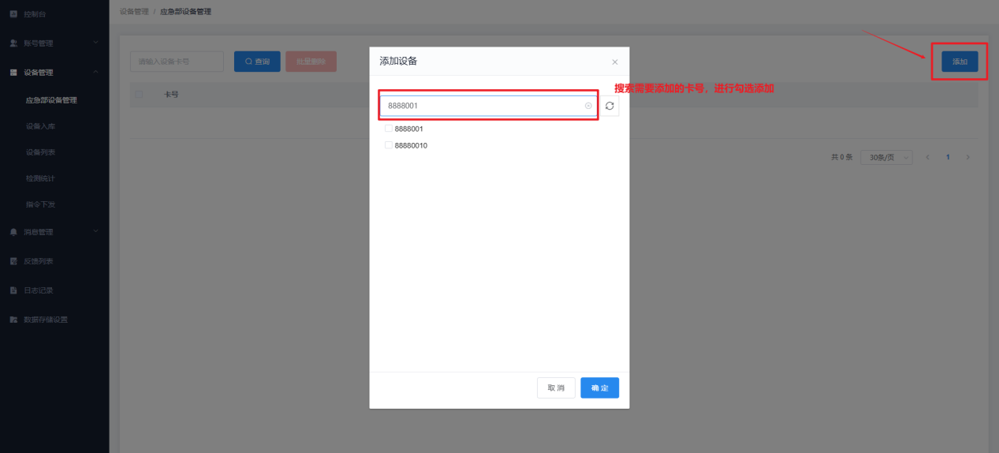 控制台
账号管理
设备管理
应急部设备管理
设备入库
设备列表
检测统计
指令下发
消息管理
反馈列表
日志记录
数据存储设置
设备管理 / 应急部设备管理
请输入设备卡号
查询
批量删除
添加
卡号
共 0 条
30条/页
1
添加设备
搜索需要添加的卡号，进行勾选添加
8888001
8888001
88880010
取 消
确 定